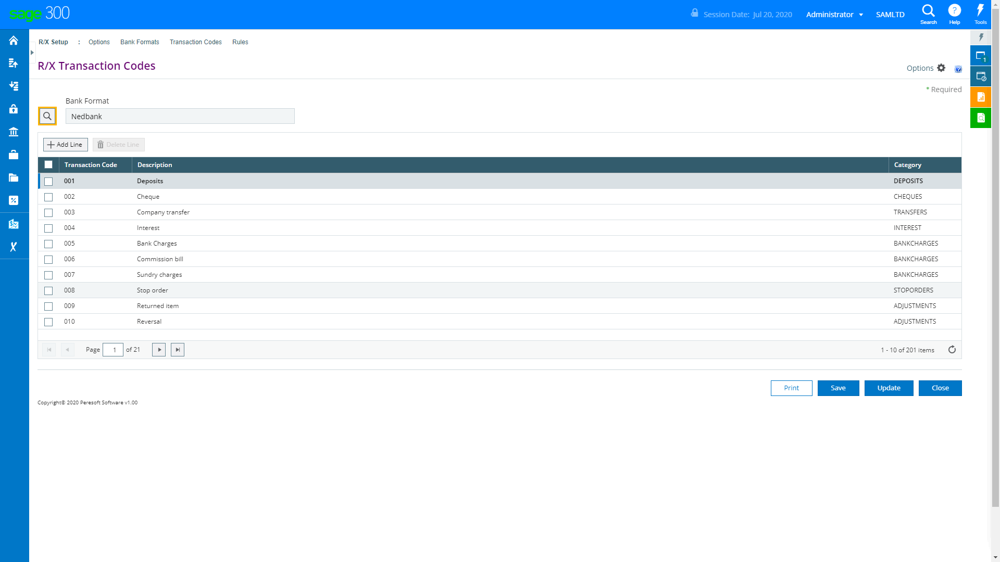 sage 300
Session Date: Jul 20, 2020
Administrator
SAMLTD
Search
Help
Tools
R/X Setup : Options Bank Formats Transaction Codes Rules
1
R/X Transaction Codes
Options
* Required
Bank Format
Nedbank
Add Line Delete Line
Transaction Code Description Category
001 Deposits DEPOSITS
002 Cheque CHEQUES
003 Company transfer TRANSFERS
004 Interest INTEREST
005 Bank Charges BANKCHARGES
006 Commission bill BANKCHARGES
007 Sundry charges BANKCHARGES
008 Stop order STOPORDERS
009 Returned item ADJUSTMENTS
010 Reversal ADJUSTMENTS
Page 1 of 21 1 - 10 of 201 items
Print Save Update Close
Copyright© 2020 Peresoft Software v1.00